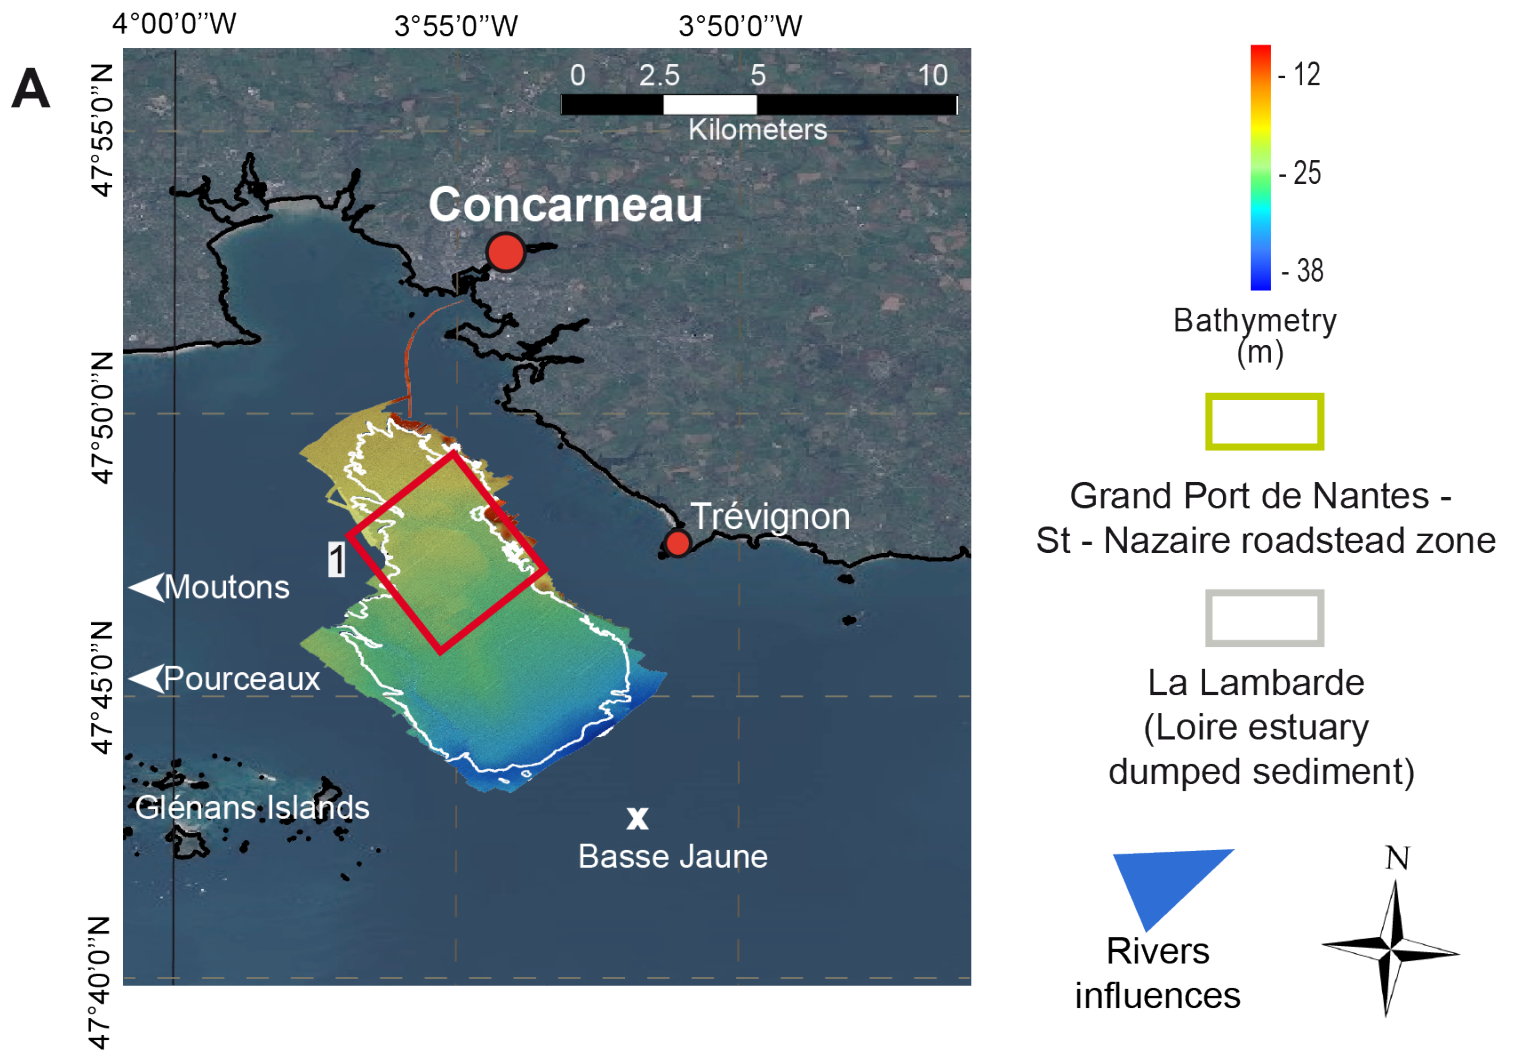 4°00'0''W 3°55'0''W 3°50'0''W
A
47°55'0''N
47°50'0''N
47°45'0''N
47°40'0''N
0 2.5 5 10
Kilometers
Concarneau
Trévignon
1
Moutons
Pourceaux
Glénans Islands
x
Basse Jaune
- 12
- 25
- 38
Bathymetry
(m)
Grand Port de Nantes -
St - Nazaire roadstead zone
La Lambarde
(Loire estuary
dumped sediment)
Rivers
influences
N